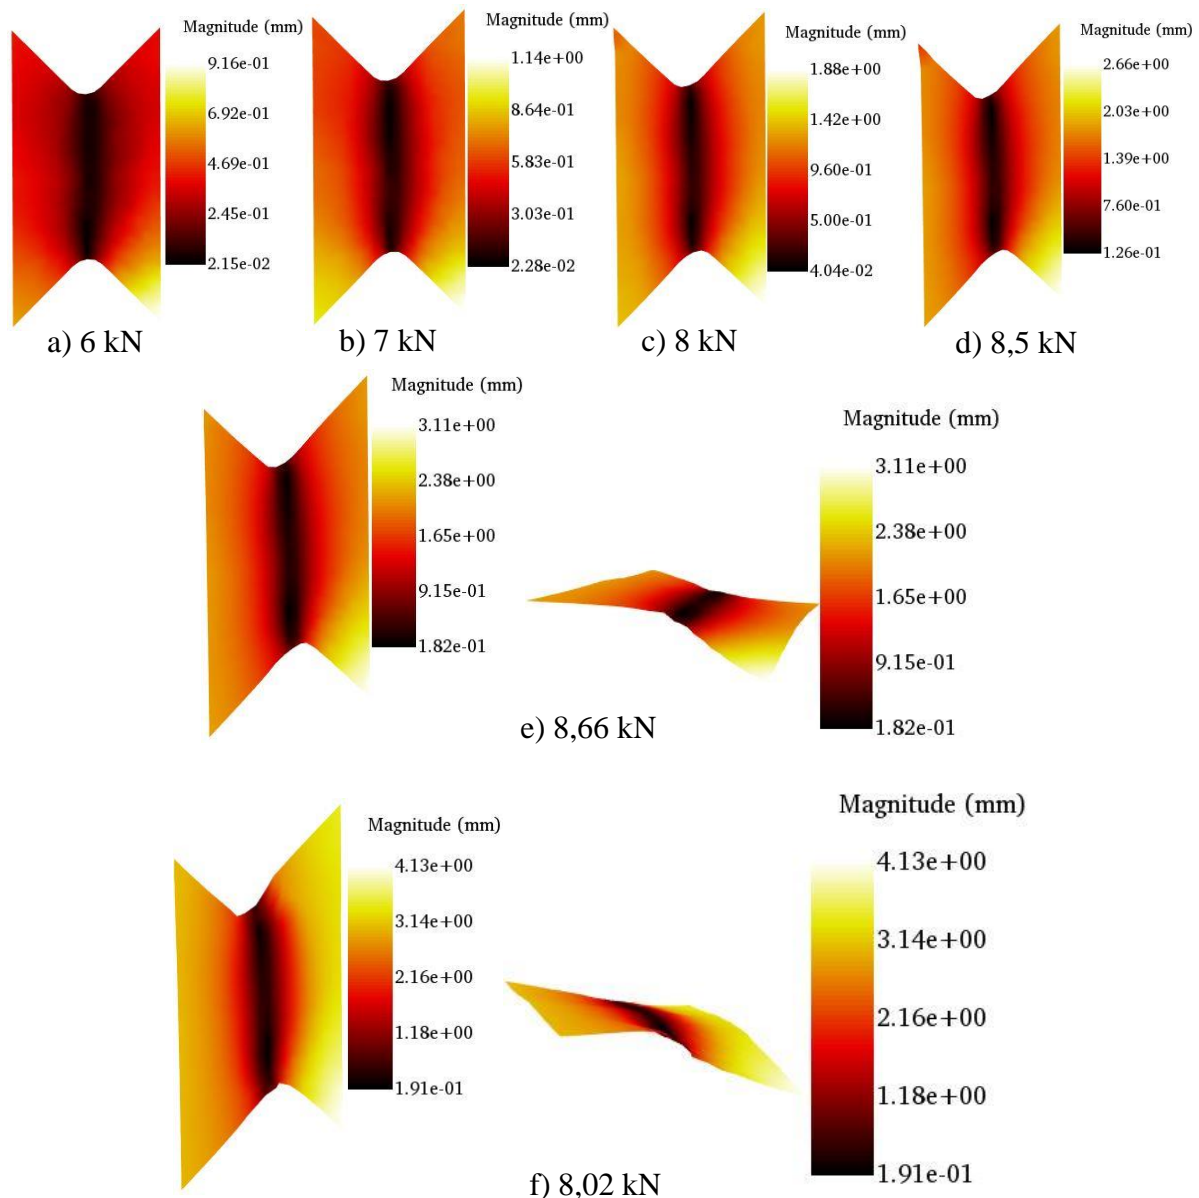 Magnitude (mm)
9.16e-01
6.92e-01
4.69e-01
2.45e-01
2.15e-02
a) 6 kN
Magnitude (mm)
1.14e+00
8.64e-01
5.83e-01
3.03e-01
2.28e-02
b) 7 kN
Magnitude (mm)
1.88e+00
1.42e+00
9.60e-01
5.00e-01
4.04e-02
c) 8 kN
Magnitude (mm)
2.66e+00
2.03e+00
1.39e+00
7.60e-01
1.26e-01
d) 8,5 kN
Magnitude (mm)
3.11e+00
2.38e+00
1.65e+00
9.15e-01
1.82e-01
Magnitude (mm)
3.11e+00
2.38e+00
1.65e+00
9.15e-01
1.82e-01
e) 8,66 kN
Magnitude (mm)
4.13e+00
3.14e+00
2.16e+00
1.18e+00
1.91e-01
Magnitude (mm)
4.13e+00
3.14e+00
2.16e+00
1.18e+00
1.91e-01
f) 8,02 kN